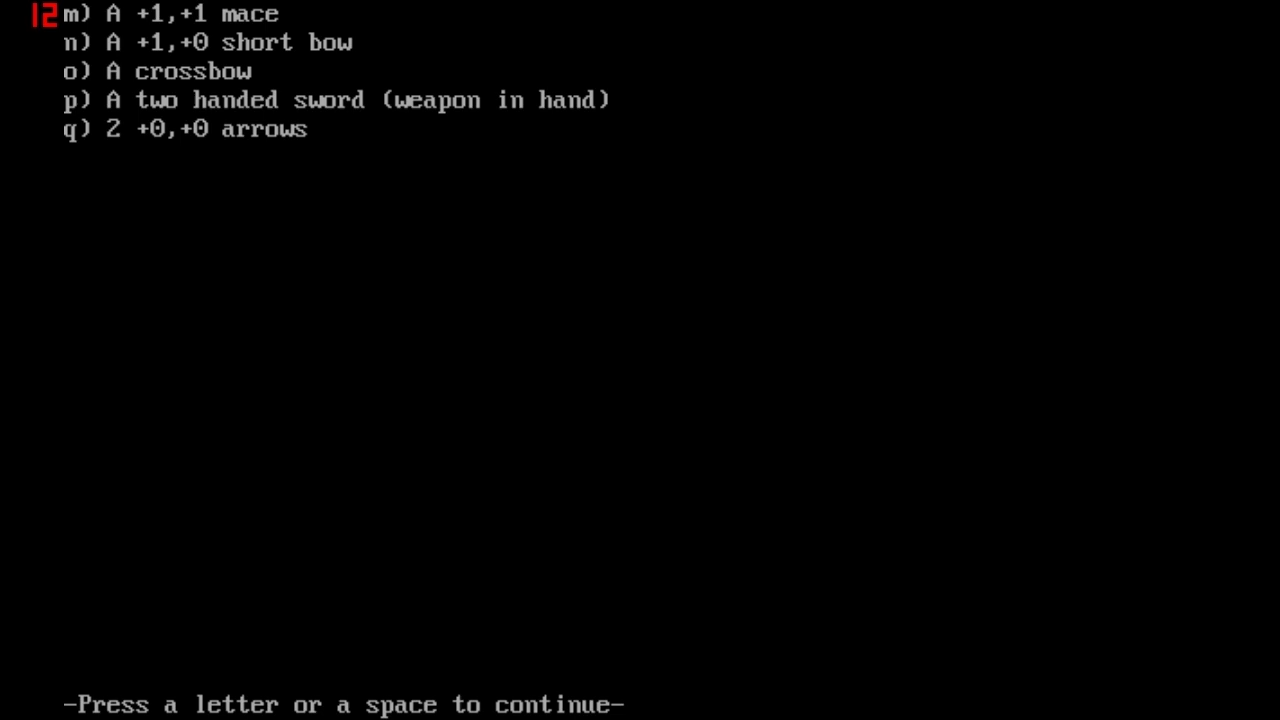 12 m) A +1,+1 mace
n) A +1,+0 short bow
o) A crossbow
p) A two handed sword (weapon in hand)
q) 2 +0,+0 arrows
-Press a letter or a space to continue-